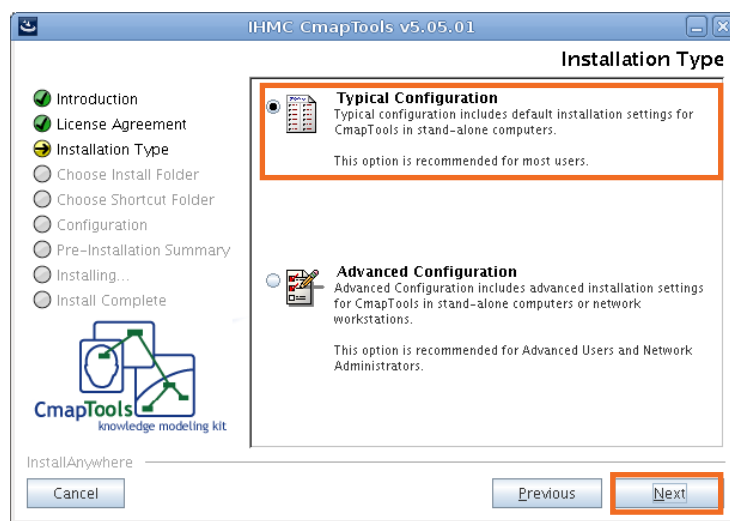 IHMC CmapTools v5.05.01
Installation Type
Introduction
License Agreement
Installation Type
Choose Install Folder
Choose Shortcut Folder
Configuration
Pre-Installation Summary
Installing...
Install Complete
CmapTools
knowledge modeling kit
Typical Configuration
Typical configuration includes default installation settings for
CmapTools in stand-alone computers.
This option is recommended for most users.
Advanced Configuration
Advanced Configuration includes advanced installation settings
for CmapTools in stand-alone computers or network
workstations.
This option is recommended for Advanced Users and Network
Administrators.
InstallAnywhere
Cancel
Previous
Next